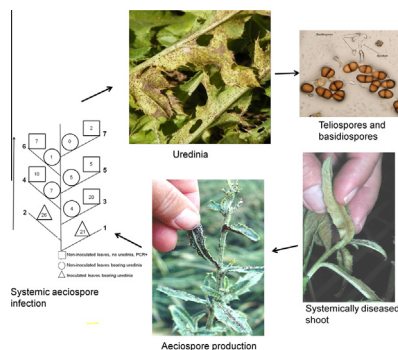 Uredinia
Teliospores and
basidiospores
7
2
0
6
7
1
5
5
4
10
6
7
3
20
2
4
26
1
21
Non-inoculated leaves, no uredinia, PCR+
Non-inoculated leaves bearing uredinia
Inoculated leaves bearing uredinia
Systemic aeciospore
infection
Aeciospore production
Systemically diseased
shoot